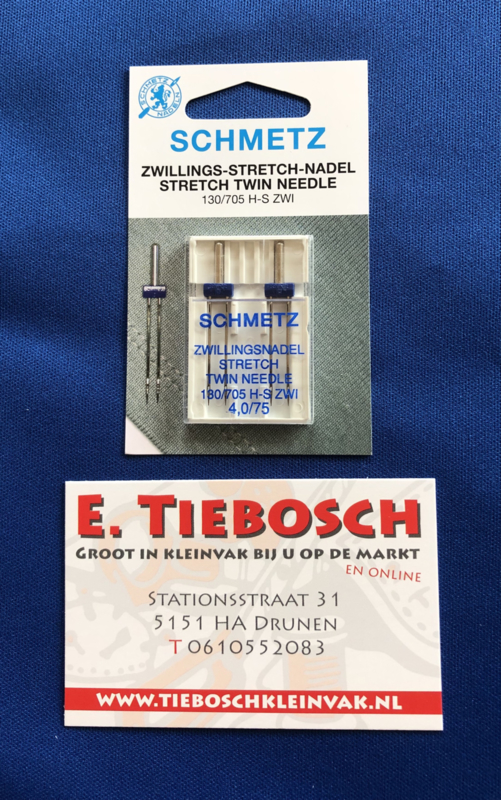 SCHMETZ
NADELN
SCHMETZ
ZWILLINGS-STRETCH-NADEL
STRETCH TWIN NEEDLE
130/705 H-S ZWI
SCHMETZ
ZWILLINGSNADEL
STRETCH
TWIN NEEDLE
130/705 H-S ZWI
4,0/75
E. TIEBOSCH
GROOT IN KLEINVAK BIJ U OP DE MARKT
EN ONLINE
STATIONSSTRAAT 31
5151 HA DRUNEN
T 0610552083
WWW.TIEBOSCHKLEINVAK.NL